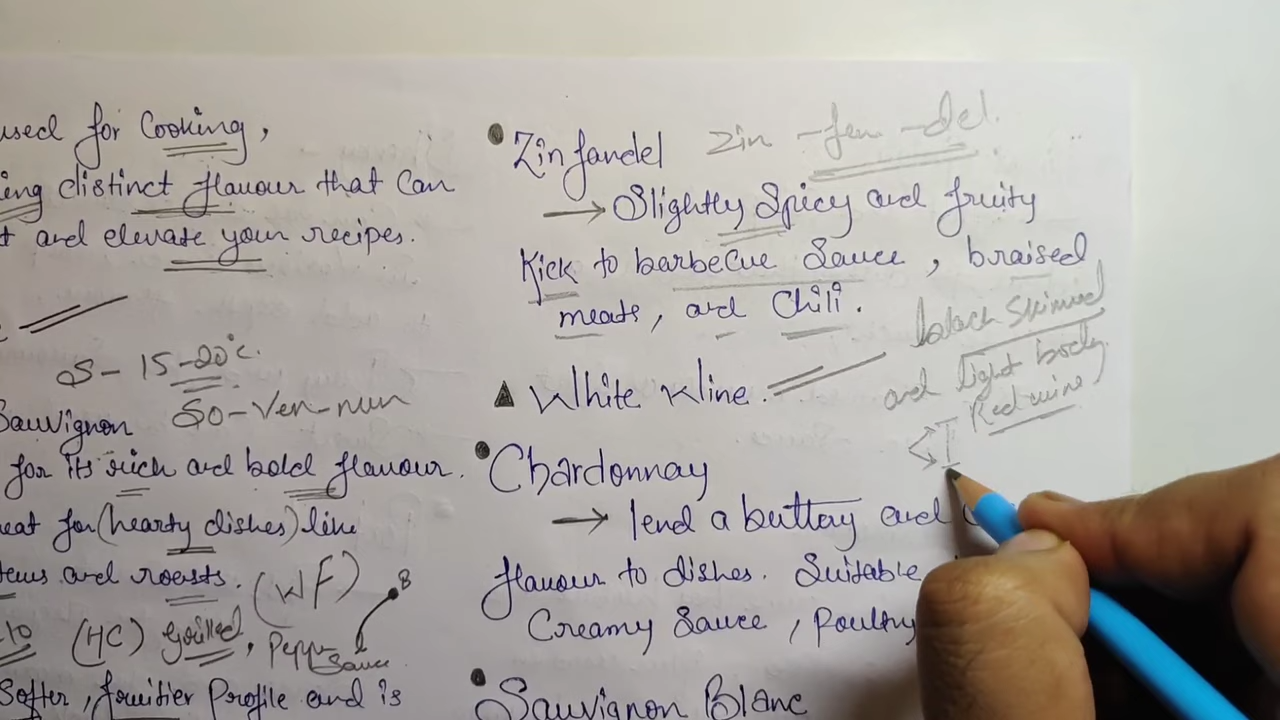 used for Cooking,
distinct flavour that can
and elevate your recipes.
S - 15-20°c.
So-Ven-nun
Sauvignon
for its rich and bold flavour.
for (hearty dishes) like
and roasts. (WF)
B
10 (HC) Grilled, Pepper
Sauce
Softer, fruitier Profile and is
• Zinfandel Zin -fen -del.
→ Slightly Spicy and fruity
Kick to barbecue Sauce, braised
meats, and Chili.
black Skinned
and light body
Red wine
▲ White Wine.
I
• Chardonnay
→ lend a buttery and
flavour to dishes. Suitable
Creamy Sauce, Poultry
• Sauvignon Blanc